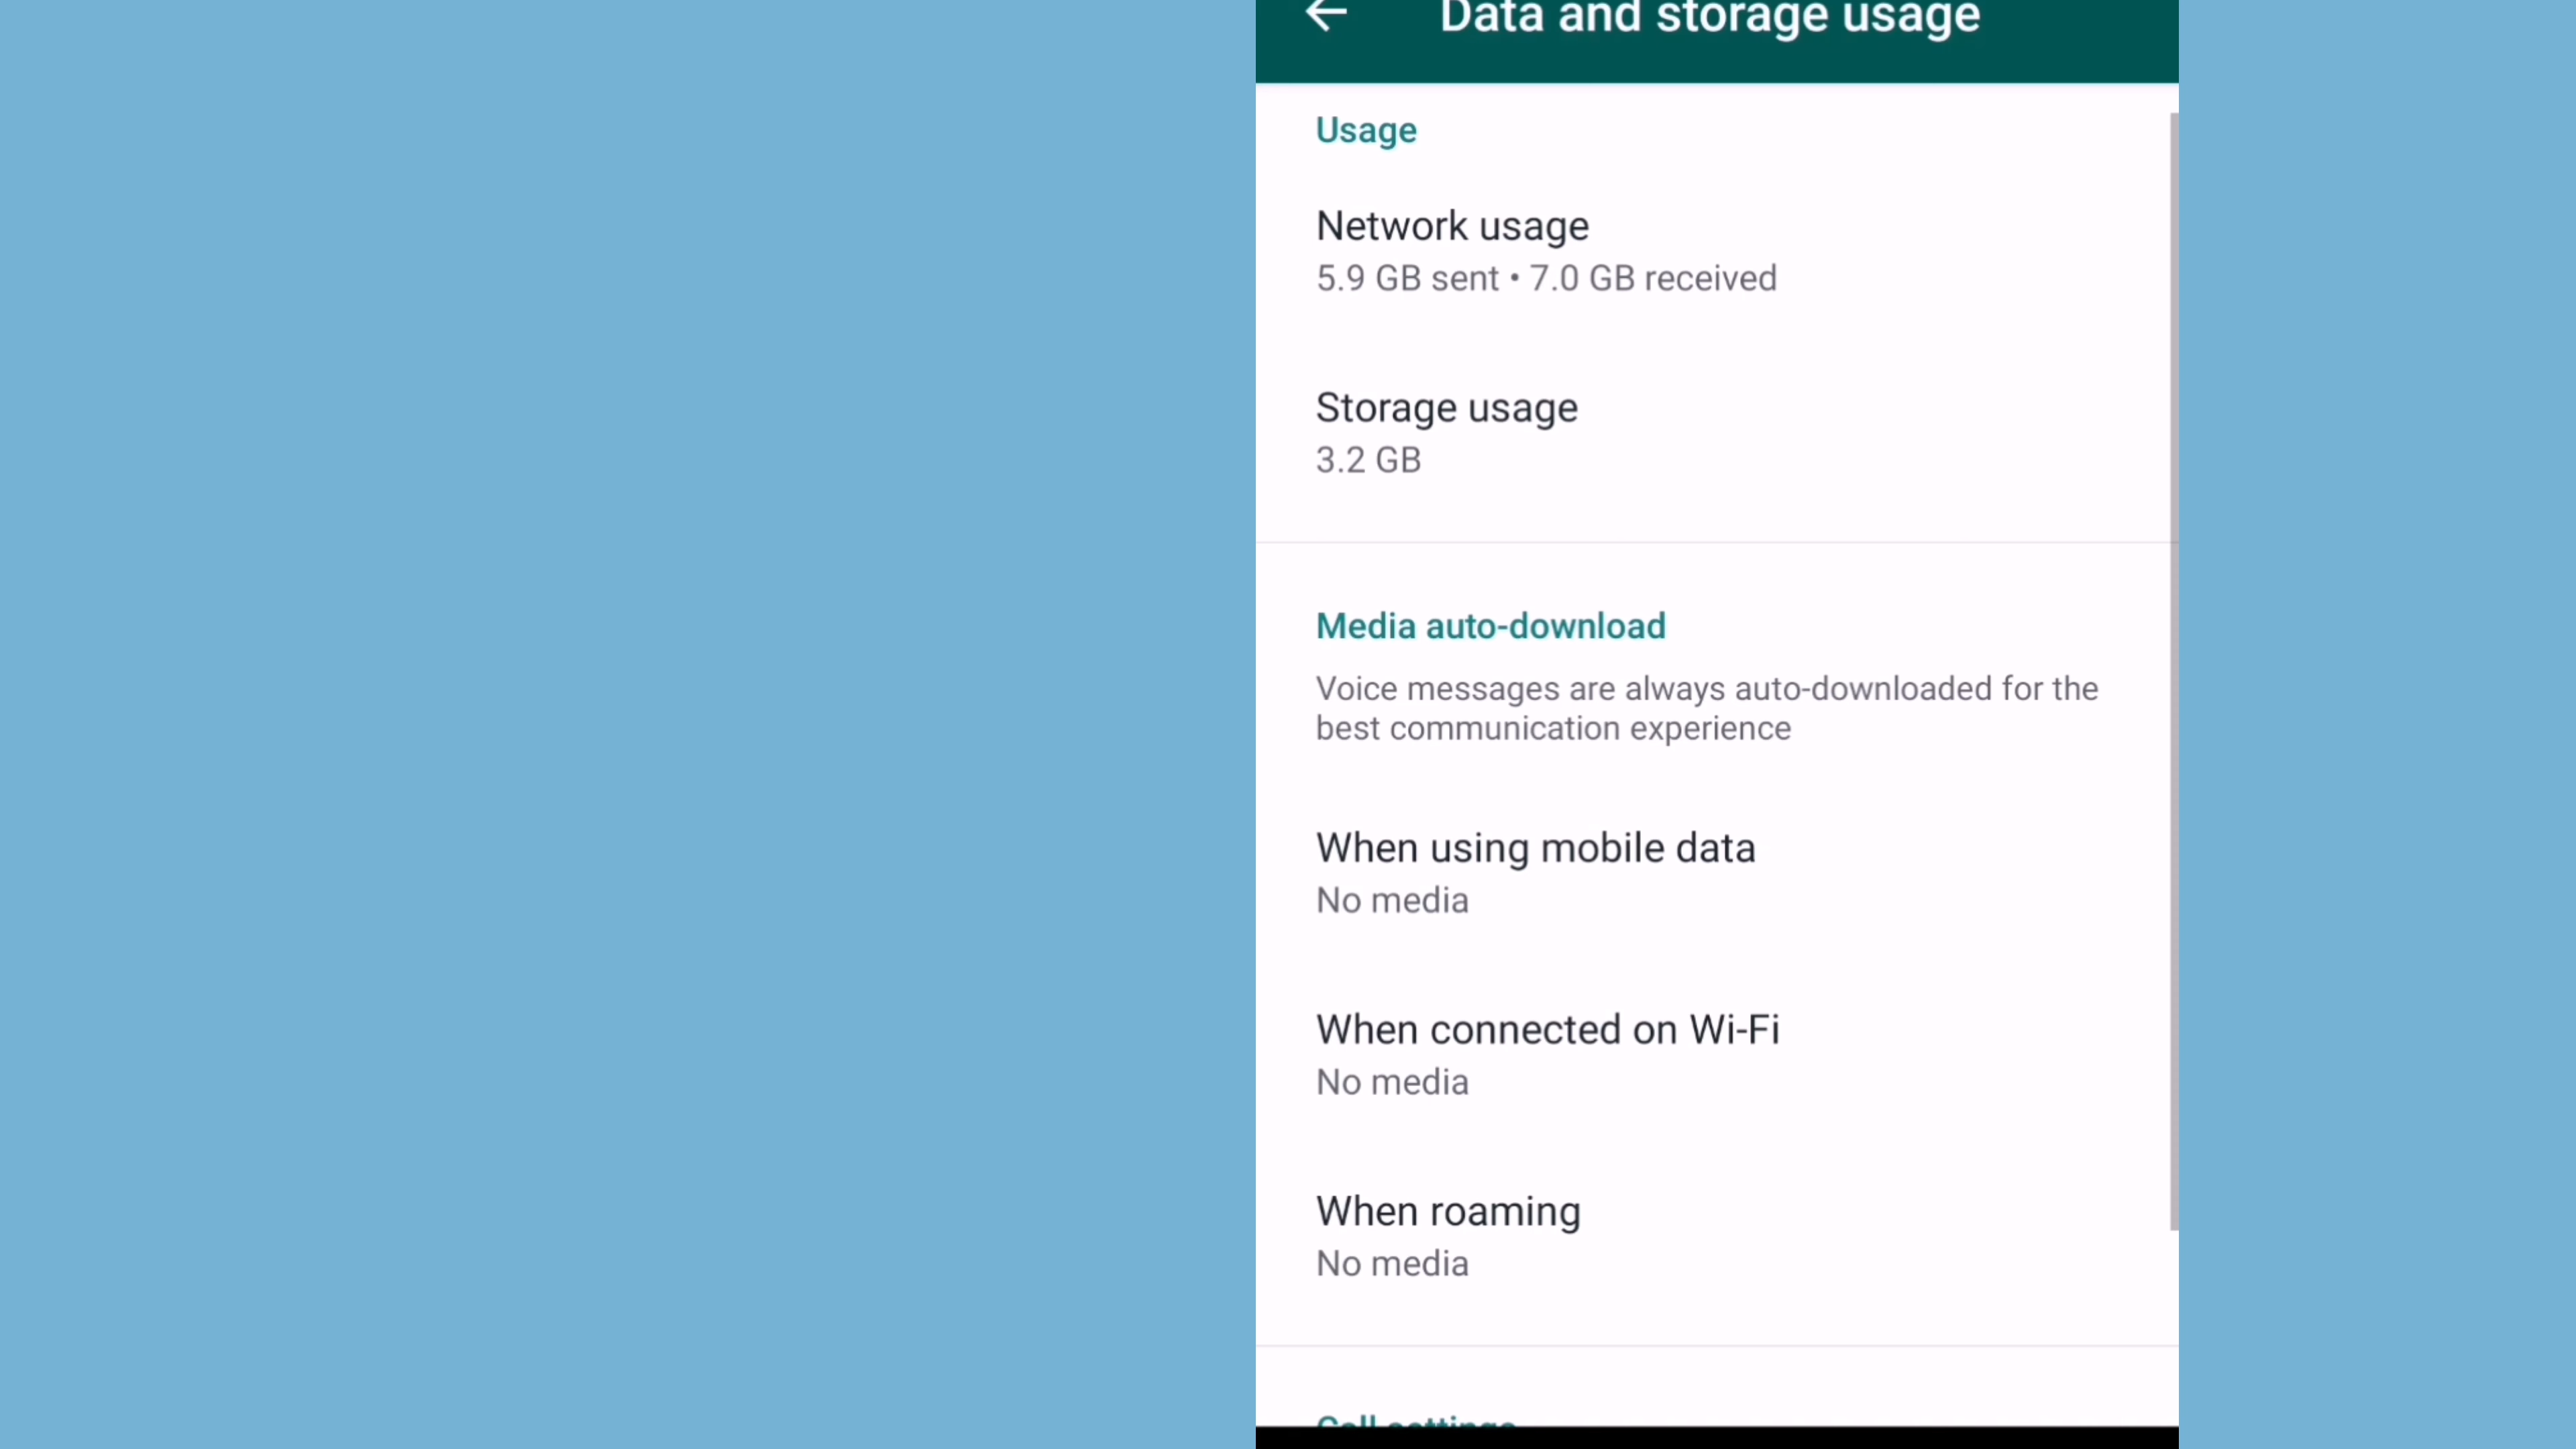 Data and storage usage
Usage
Network usage
5.9 GB sent • 7.0 GB received
Storage usage
3.2 GB
Media auto-download
Voice messages are always auto-downloaded for the
best communication experience
When using mobile data
No media
When connected on Wi-Fi
No media
When roaming
No media
Call settings